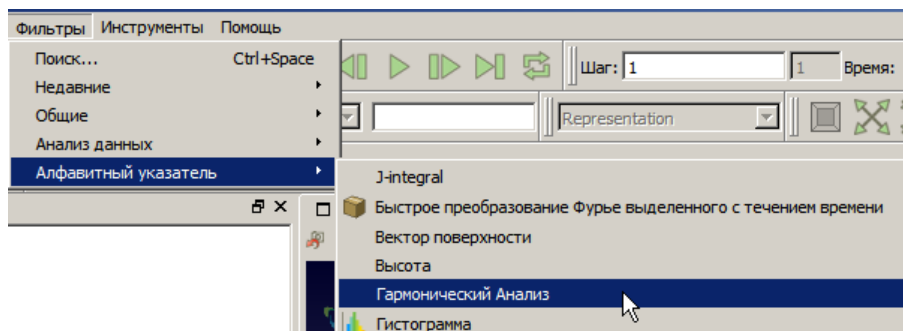 Фильтры Инструменты Помощь
Поиск... Ctrl+Space
Шаг: 1 1 Время:
Недавние
Общие
Representation
Анализ данных
Алфавитный указатель
J-integral
Быстрое преобразование Фурье выделенного с течением времени
Вектор поверхности
Высота
Гармонический Анализ
Гистограмма